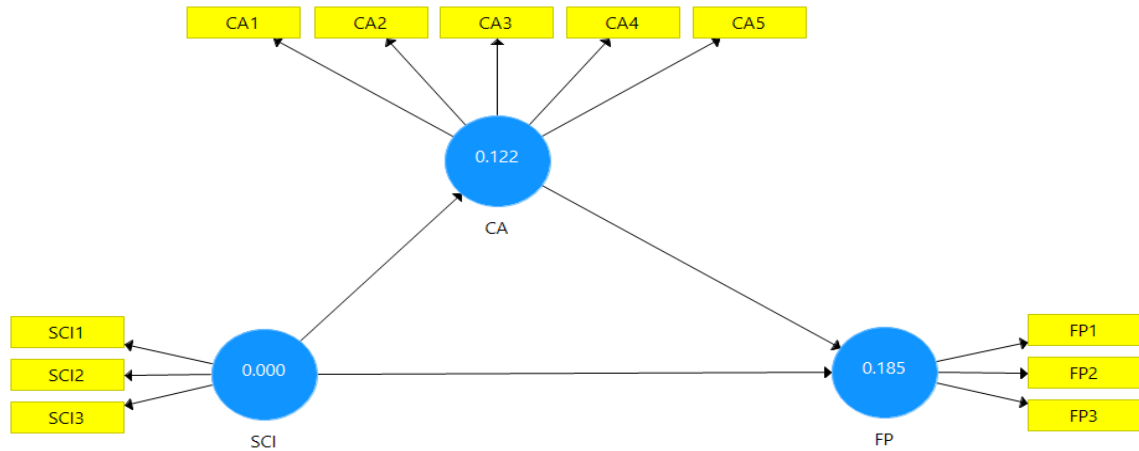 CA1 CA2 CA3 CA4 CA5
0.122
CA
SCI1
SCI2
SCI3
0.000
SCI
0.185
FP
FP1
FP2
FP3